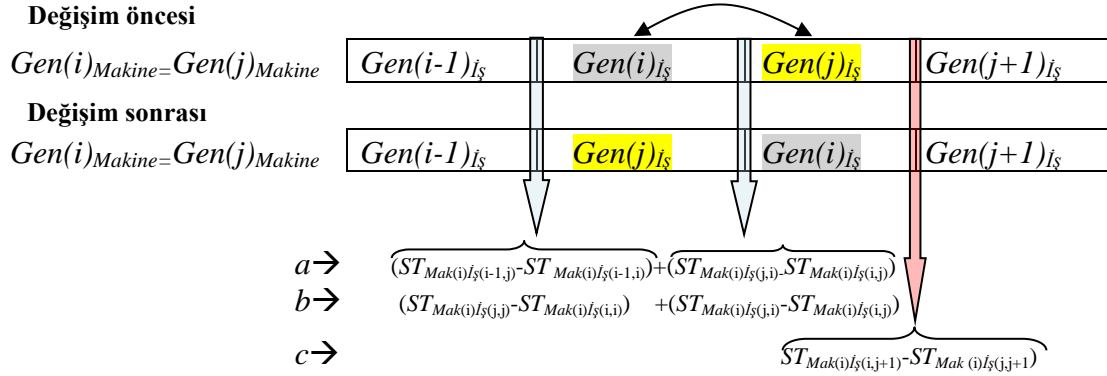 Değişim öncesi
Gen(i)Makine=Gen(j)Makine Gen(i-1)İş Gen(i)İş Gen(j)İş Gen(j+1)İş
Değişim sonrası
Gen(i)Makine=Gen(j)Makine Gen(i-1)İş Gen(j)İş Gen(i)İş Gen(j+1)İş
a→ (STMak(i)İş(i-1,j)-STMak(i)İş(i-1,i))+(STMak(i)İş(j,i)-STMak(i)İş(i,j))
b→ (STMak(i)İş(j,j)-STMak(i)İş(i,i)) +(STMak(i)İş(j,i)-STMak(i)İş(i,j))
c→ STMak(i)İş(i,j+1)-STMak (i)İş(j,j+1))